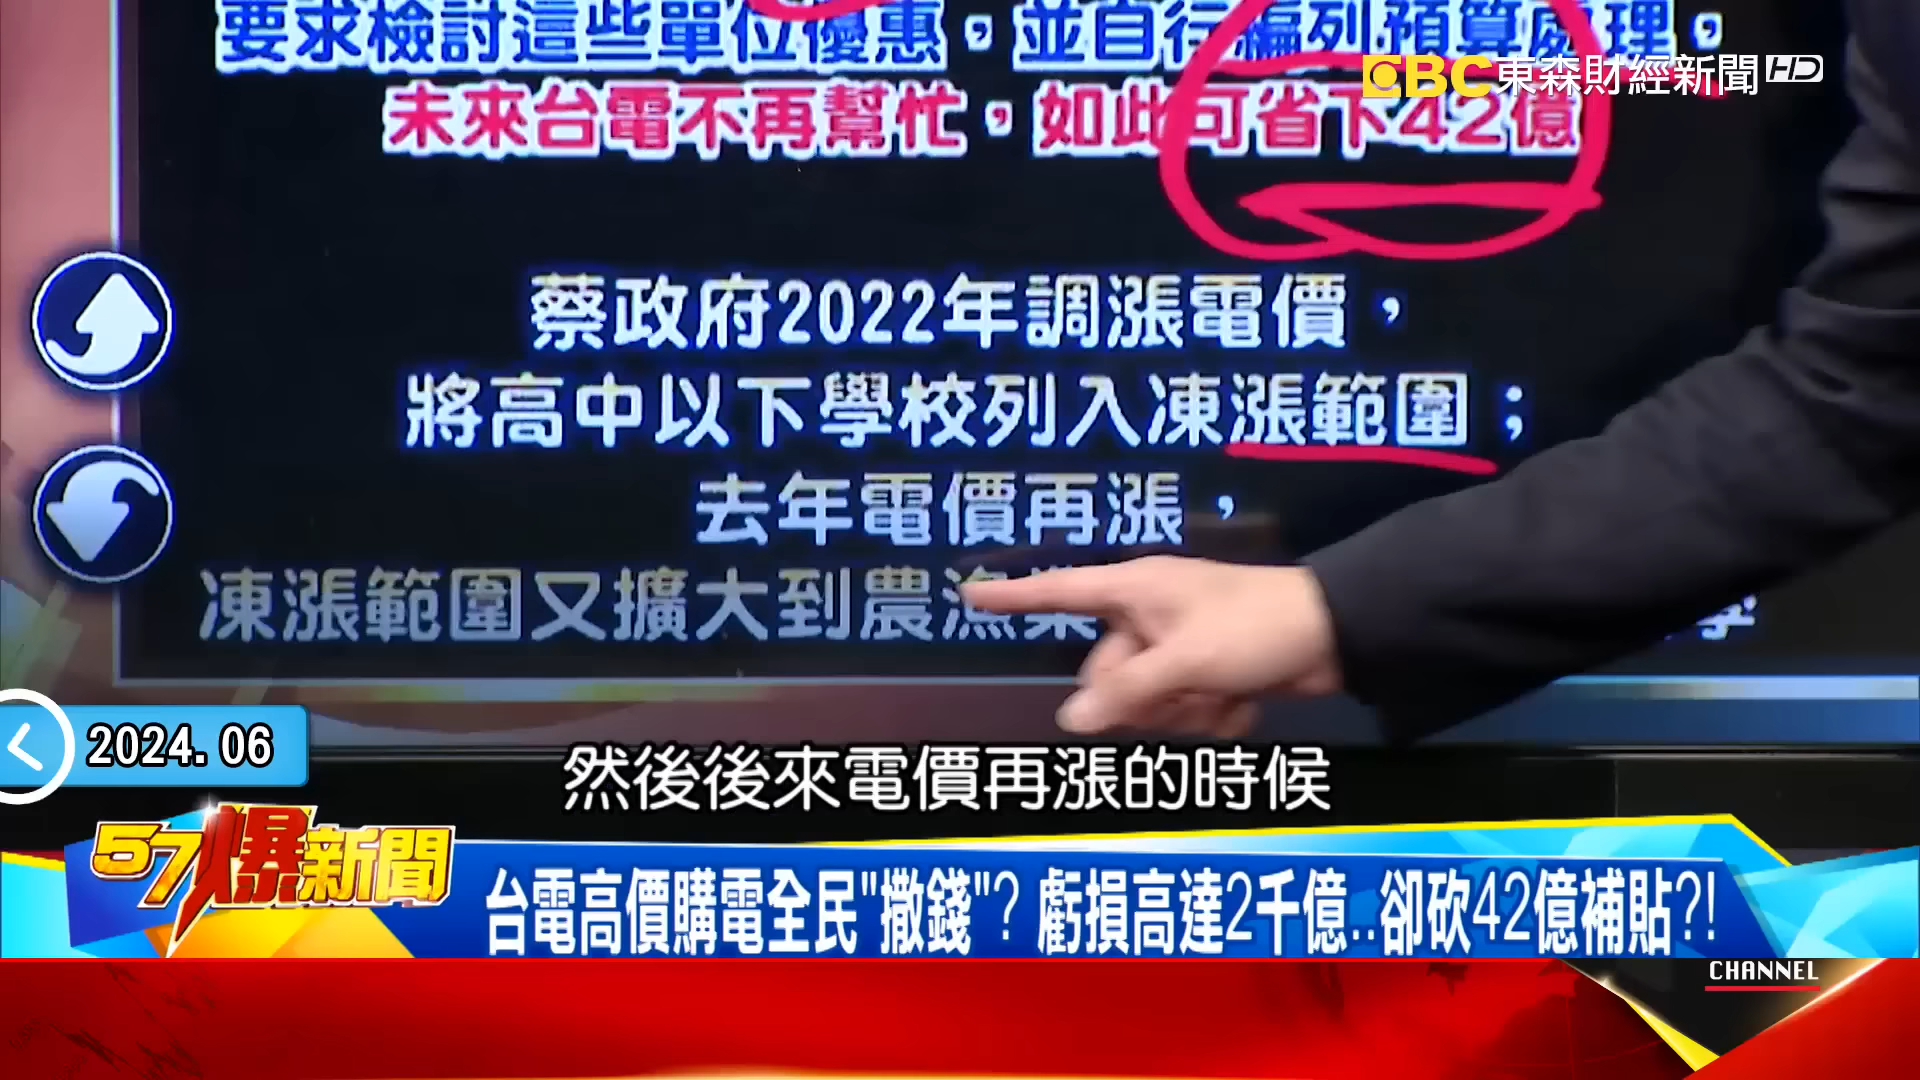 要求檢討這些單位優惠，並自行編列預算處理，
EBC東森財經新聞HD
未來台電不再幫忙，如此可省下42億
蔡政府2022年調漲電價，
將高中以下學校列入凍漲範圍；
去年電價再漲，
凍漲範圍又擴大到農漁業 學
2024.06
然後後來電價再漲的時候
57爆新聞
台電高價購電全民"撒錢"? 虧損高達2千億..卻砍42億補貼?!
CHANNEL